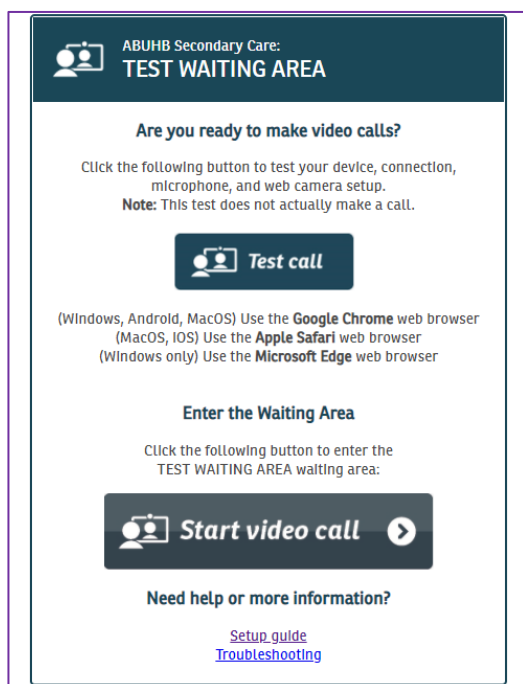 ABUHB Secondary Care:
TEST WAITING AREA
Are you ready to make video calls?
Click the following button to test your device, connection,
microphone, and web camera setup.
Note: This test does not actually make a call.
Test call
(Windows, Android, MacOS) Use the Google Chrome web browser
(MacOS, iOS) Use the Apple Safari web browser
(Windows only) Use the Microsoft Edge web browser
Enter the Waiting Area
Click the following button to enter the
TEST WAITING AREA waiting area:
Start video call
Need help or more information?
Setup guide
Troubleshooting